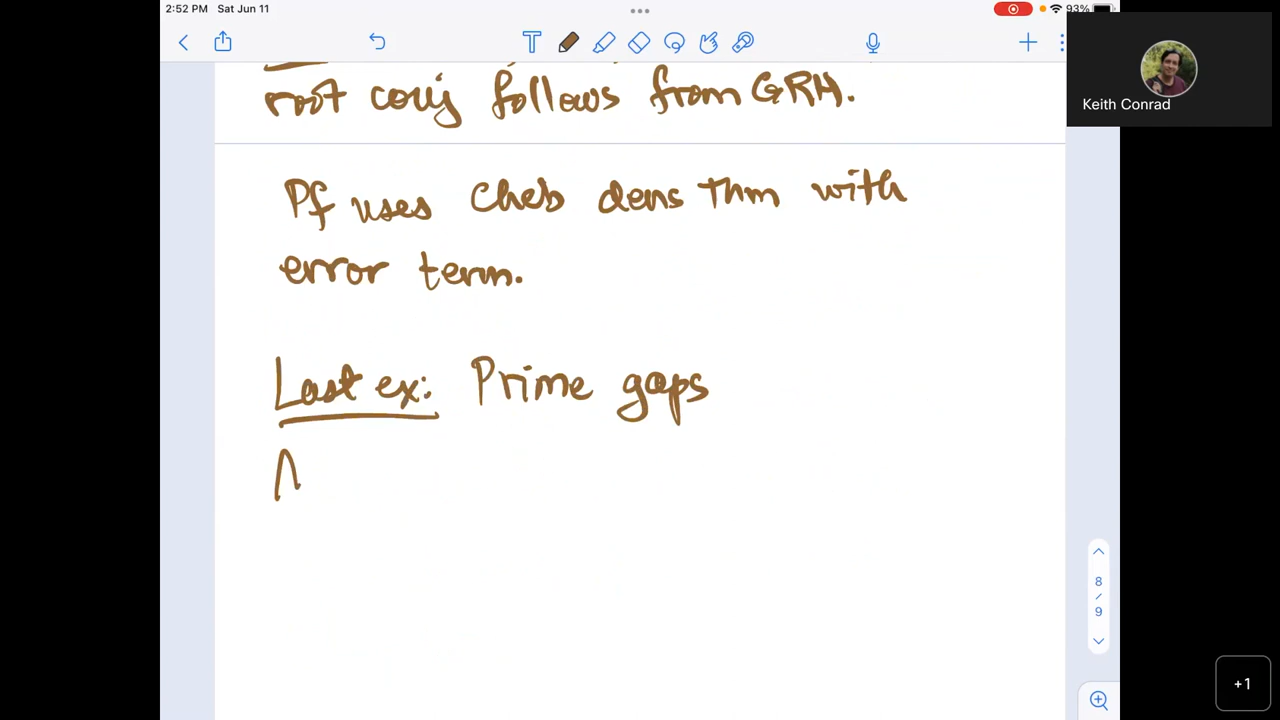 2:52 PM Sat Jun 11
93%
Keith Conrad
root conj follows from GRH.
Pf uses Cheb dens Thm with
error term.
Last ex: Prime gaps
8
9
+1